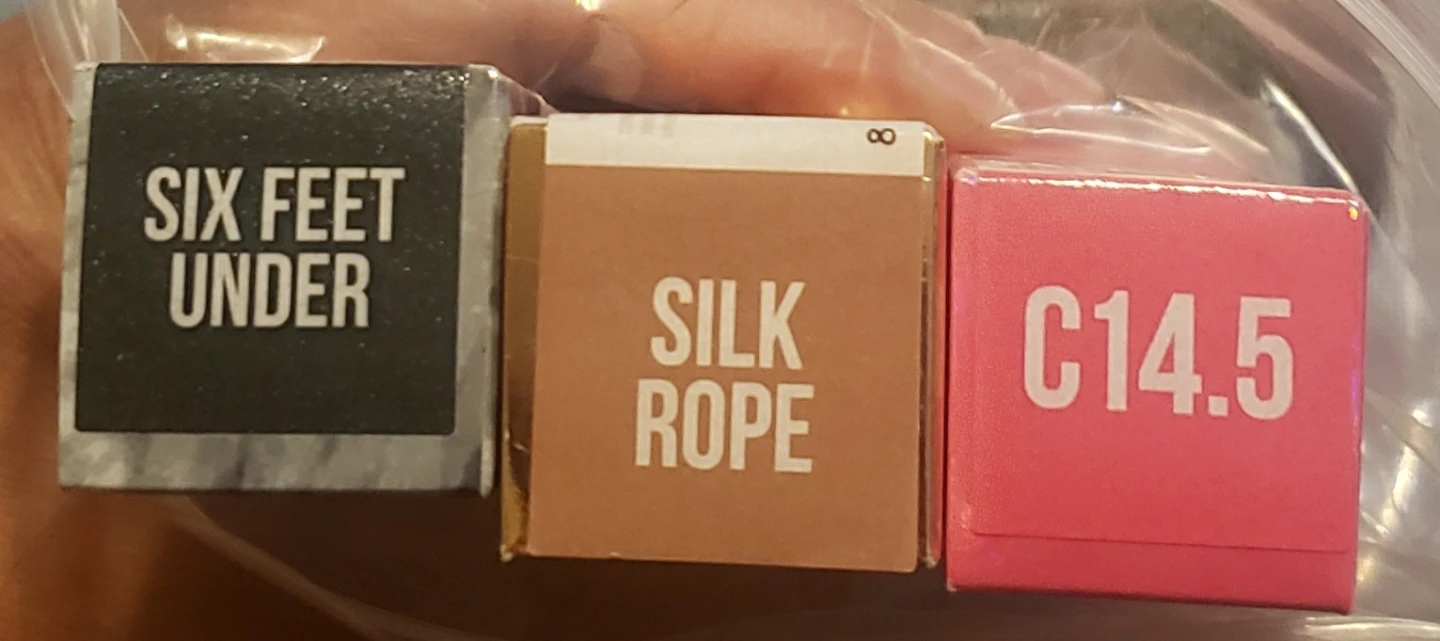 SIX FEET
UNDER
8
SILK
ROPE
C14.5